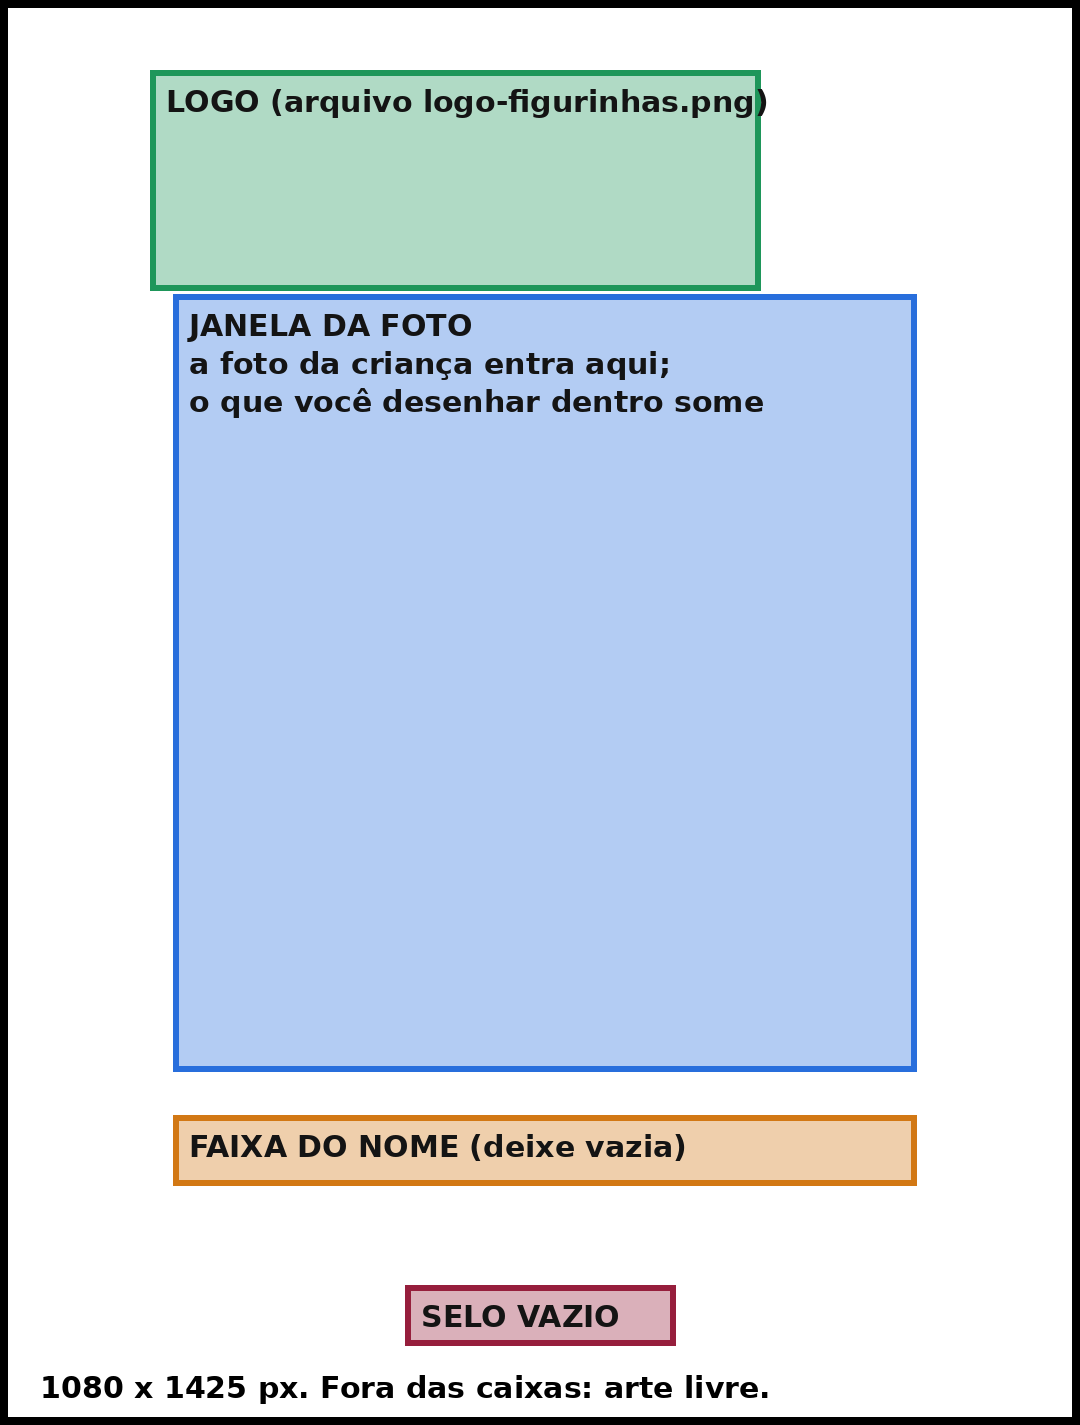 LOGO (arquivo logo-figurinhas.png)
JANELA DA FOTO
a foto da criança entra aqui;
o que você desenhar dentro some
FAIXA DO NOME (deixe vazia)
SELO VAZIO
1080 x 1425 px. Fora das caixas: arte livre.